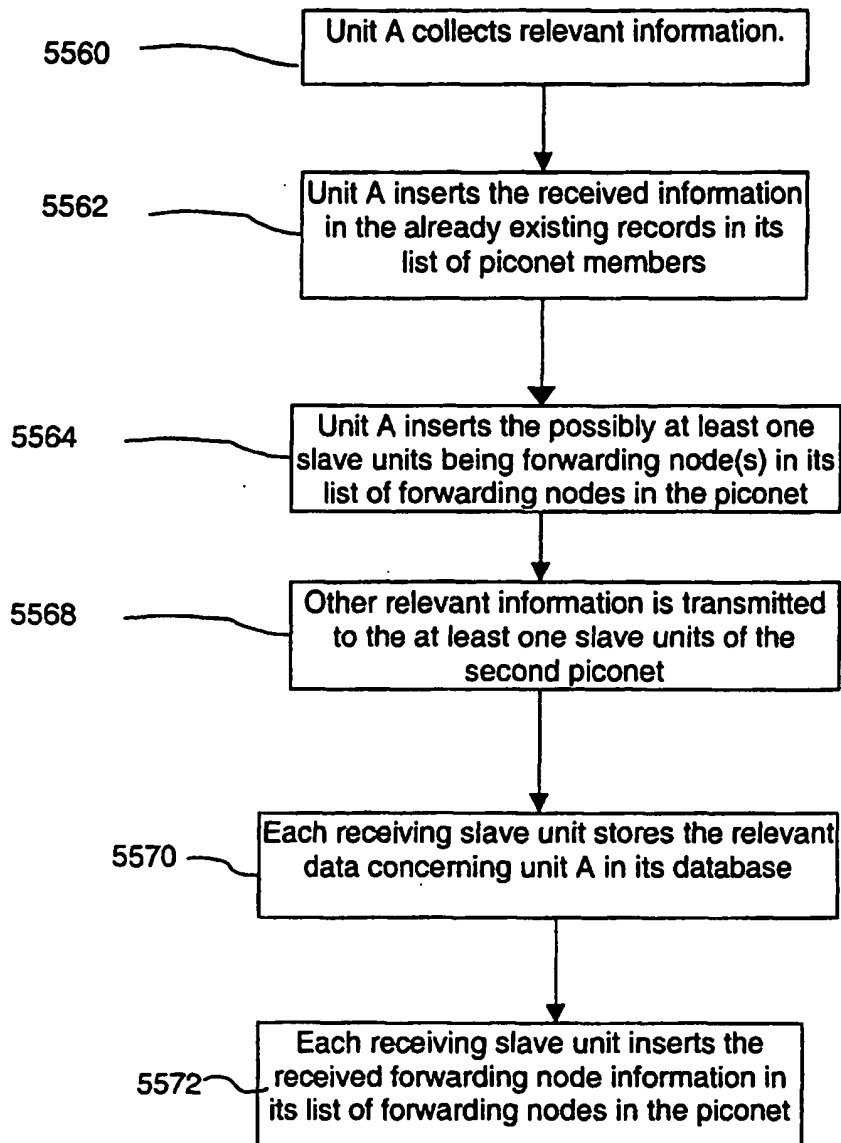 5560
Unit A collects relevant information.
5562
Unit A inserts the received information
in the already existing records in its
list of piconet members
5564
Unit A inserts the possibly at least one
slave units being forwarding node(s) in its
list of forwarding nodes in the piconet
5568
Other relevant information is transmitted
to the at least one slave units of the
second piconet
5570
Each receiving slave unit stores the relevant
data concerning unit A in its database
5572
Each receiving slave unit inserts the
received forwarding node information in
its list of forwarding nodes in the piconet